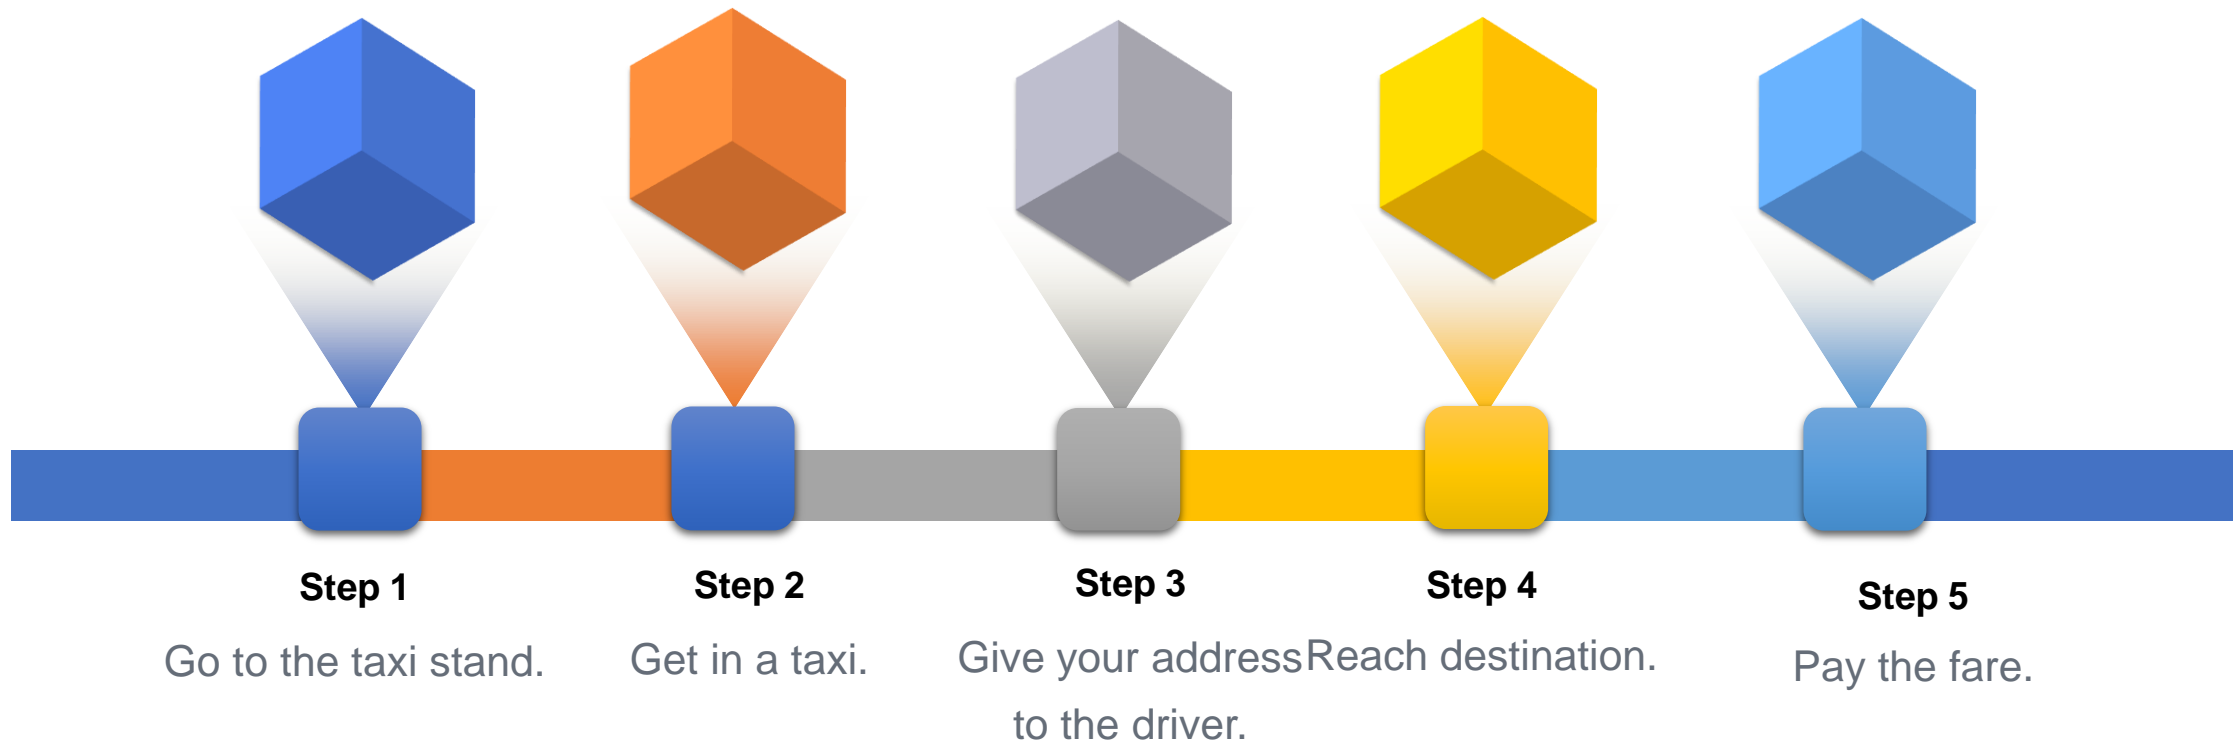 Step 1
Go to the taxi stand.
Step 2
Get in a taxi.
Step 3
Give your address
to the driver.
Step 4
Reach destination.
Step 5
Pay the fare.